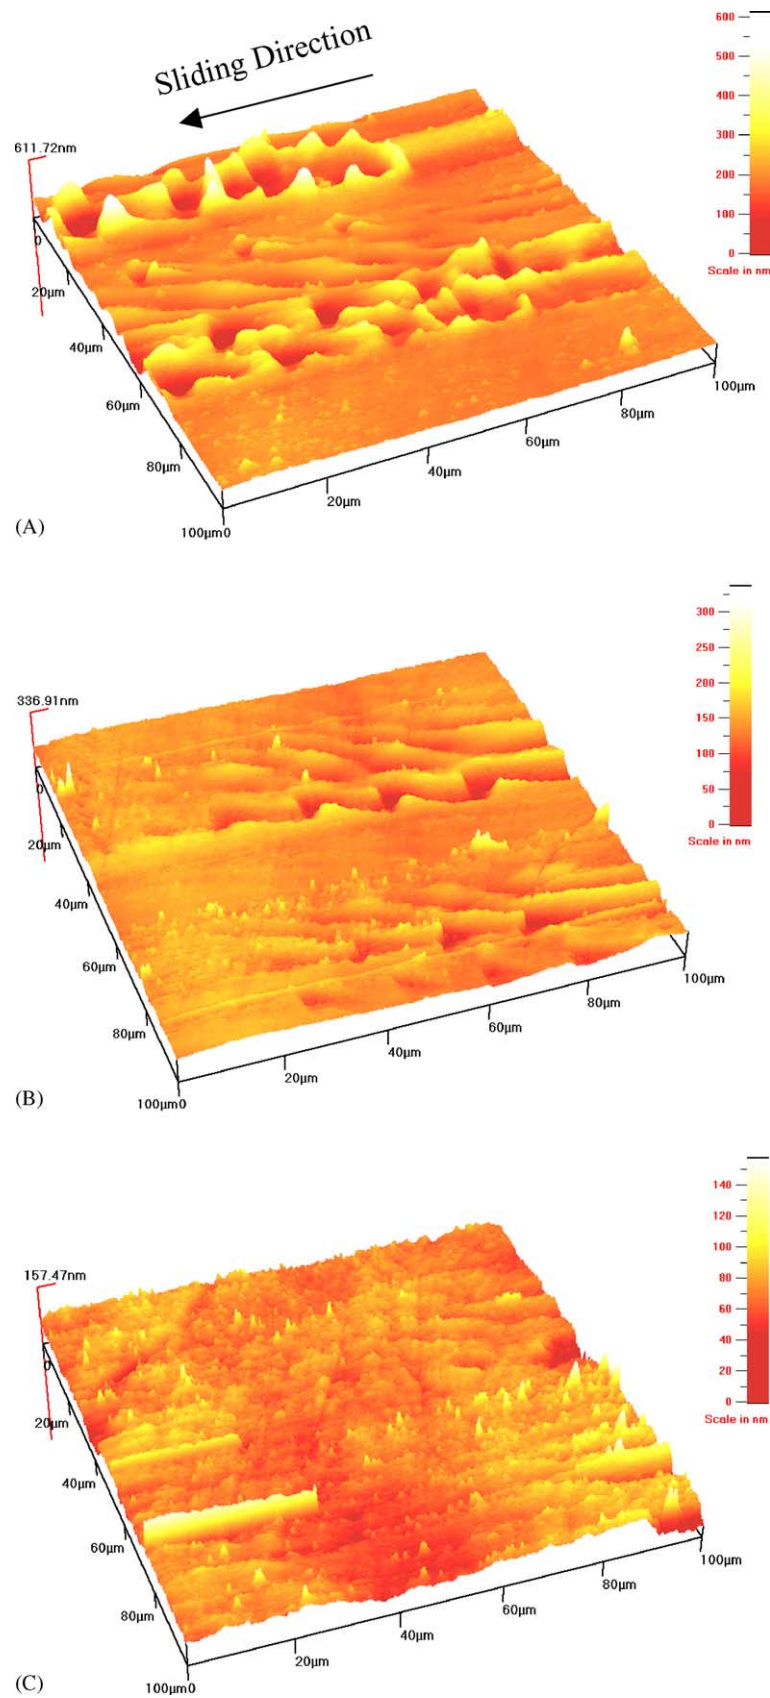 Sliding Direction
600
500
400
300
200
100
0
Scale in nm
611.72nm
0
20µm
40µm
60µm
80µm
100µm0
20µm
40µm
60µm
80µm
100µm
(A)
300
250
200
150
100
50
0
Scale in nm
336.91nm
0
20µm
40µm
60µm
80µm
100µm0
20µm
40µm
60µm
80µm
100µm
(B)
140
120
100
80
60
40
20
0
Scale in nm
157.47nm
0
20µm
40µm
60µm
80µm
100µm0
20µm
40µm
60µm
80µm
100µm
(C)